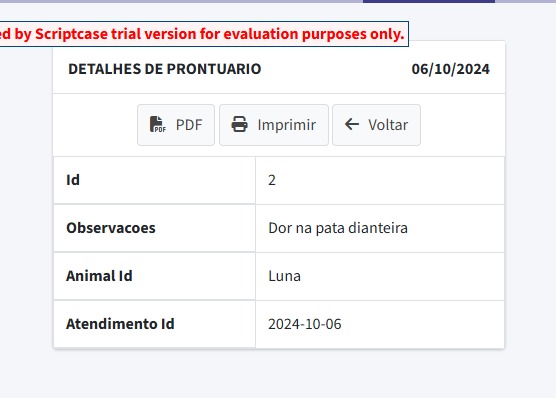 ed by Scriptcase trial version for evaluation purposes only.
DETALHES DE PRONTUARIO 06/10/2024
PDF Imprimir Voltar
Id 2
Observacoes Dor na pata dianteira
Animal Id Luna
Atendimento Id 2024-10-06